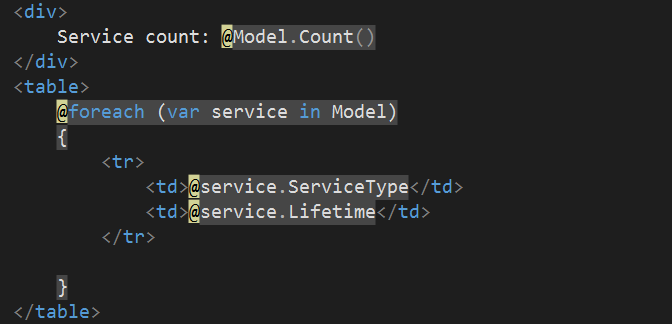 <div>
    Service count: @Model.Count()
</div>
<table>
    @foreach (var service in Model)
    {
        <tr>
            <td>@service.ServiceType</td>
            <td>@service.Lifetime</td>
        </tr>

    }
</table>